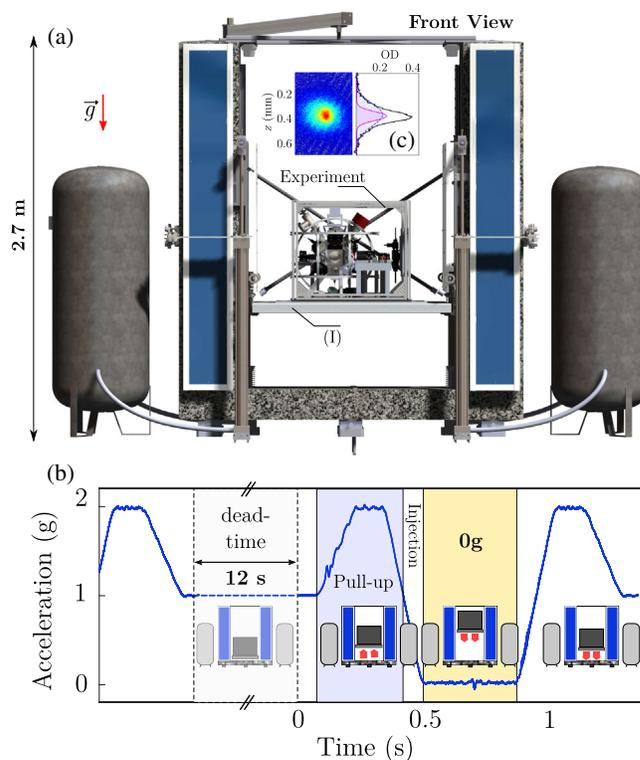 Front View
(a)
OD
0.2 0.4
g
z (mm)
0.2
0.4
0.6
(c)
Experiment
2.7 m
(I)
(b)
Acceleration (g)
2
1
0
dead-
time
12 s
Pull-up
Injection
0g
0 0.5 1
Time (s)